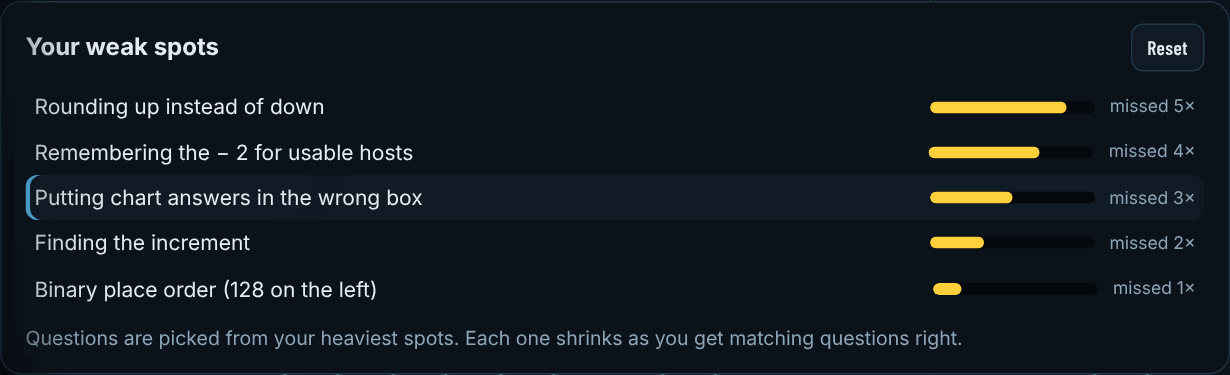 Your weak spots
Reset
Rounding up instead of down
missed 5×
Remembering the − 2 for usable hosts
missed 4×
Putting chart answers in the wrong box
missed 3×
Finding the increment
missed 2×
Binary place order (128 on the left)
missed 1×
Questions are picked from your heaviest spots. Each one shrinks as you get matching questions right.